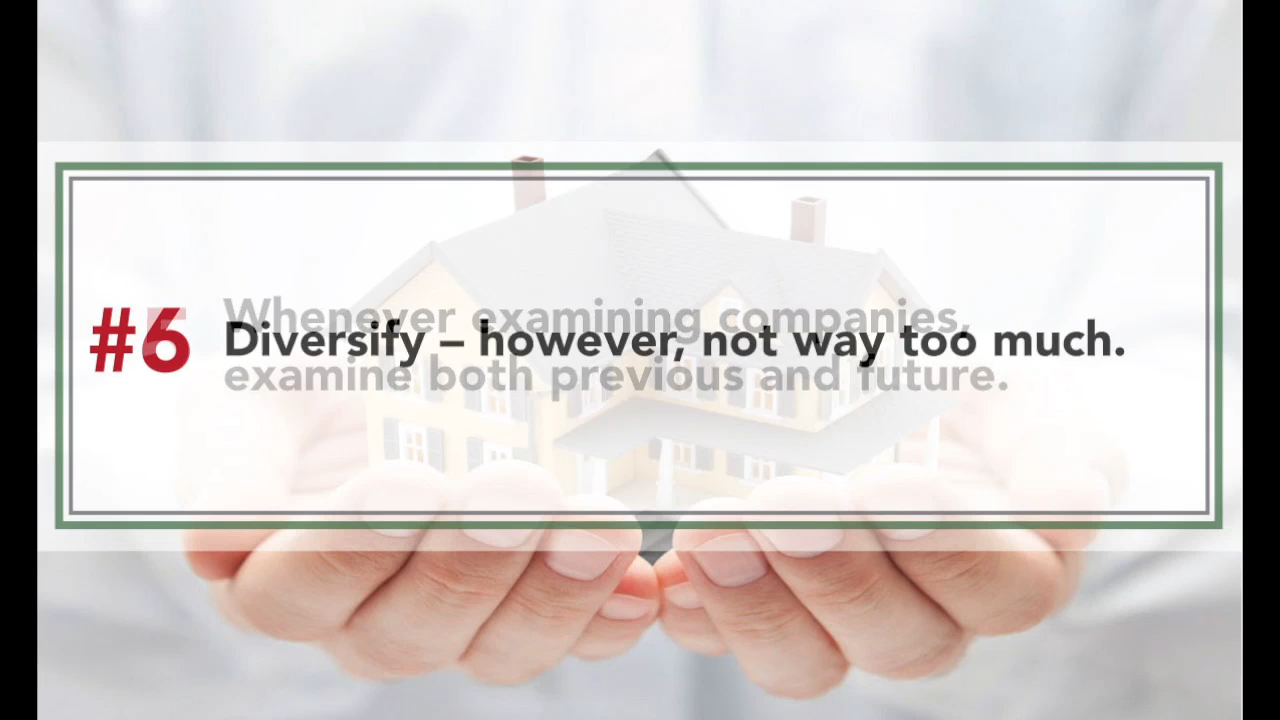 #6
Whenever examining companies,
Diversify – however, not way too much.
examine both previous and future.